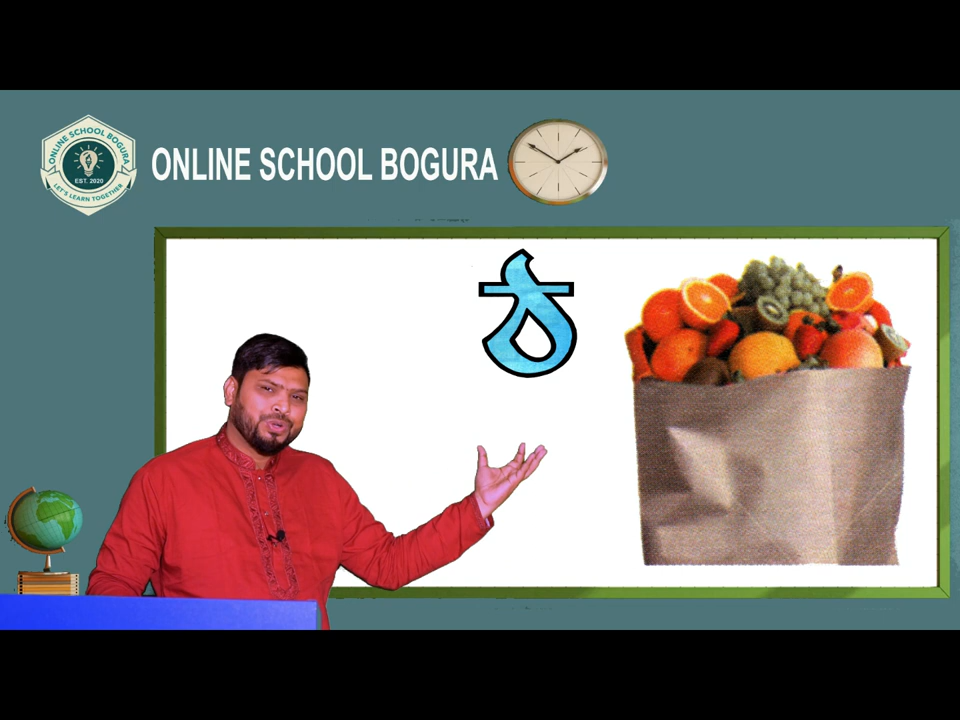 ONLINE SCHOOL BOGURA
EST. 2020
LET'S LEARN TOGETHER
ONLINE SCHOOL BOGURA
ঠ